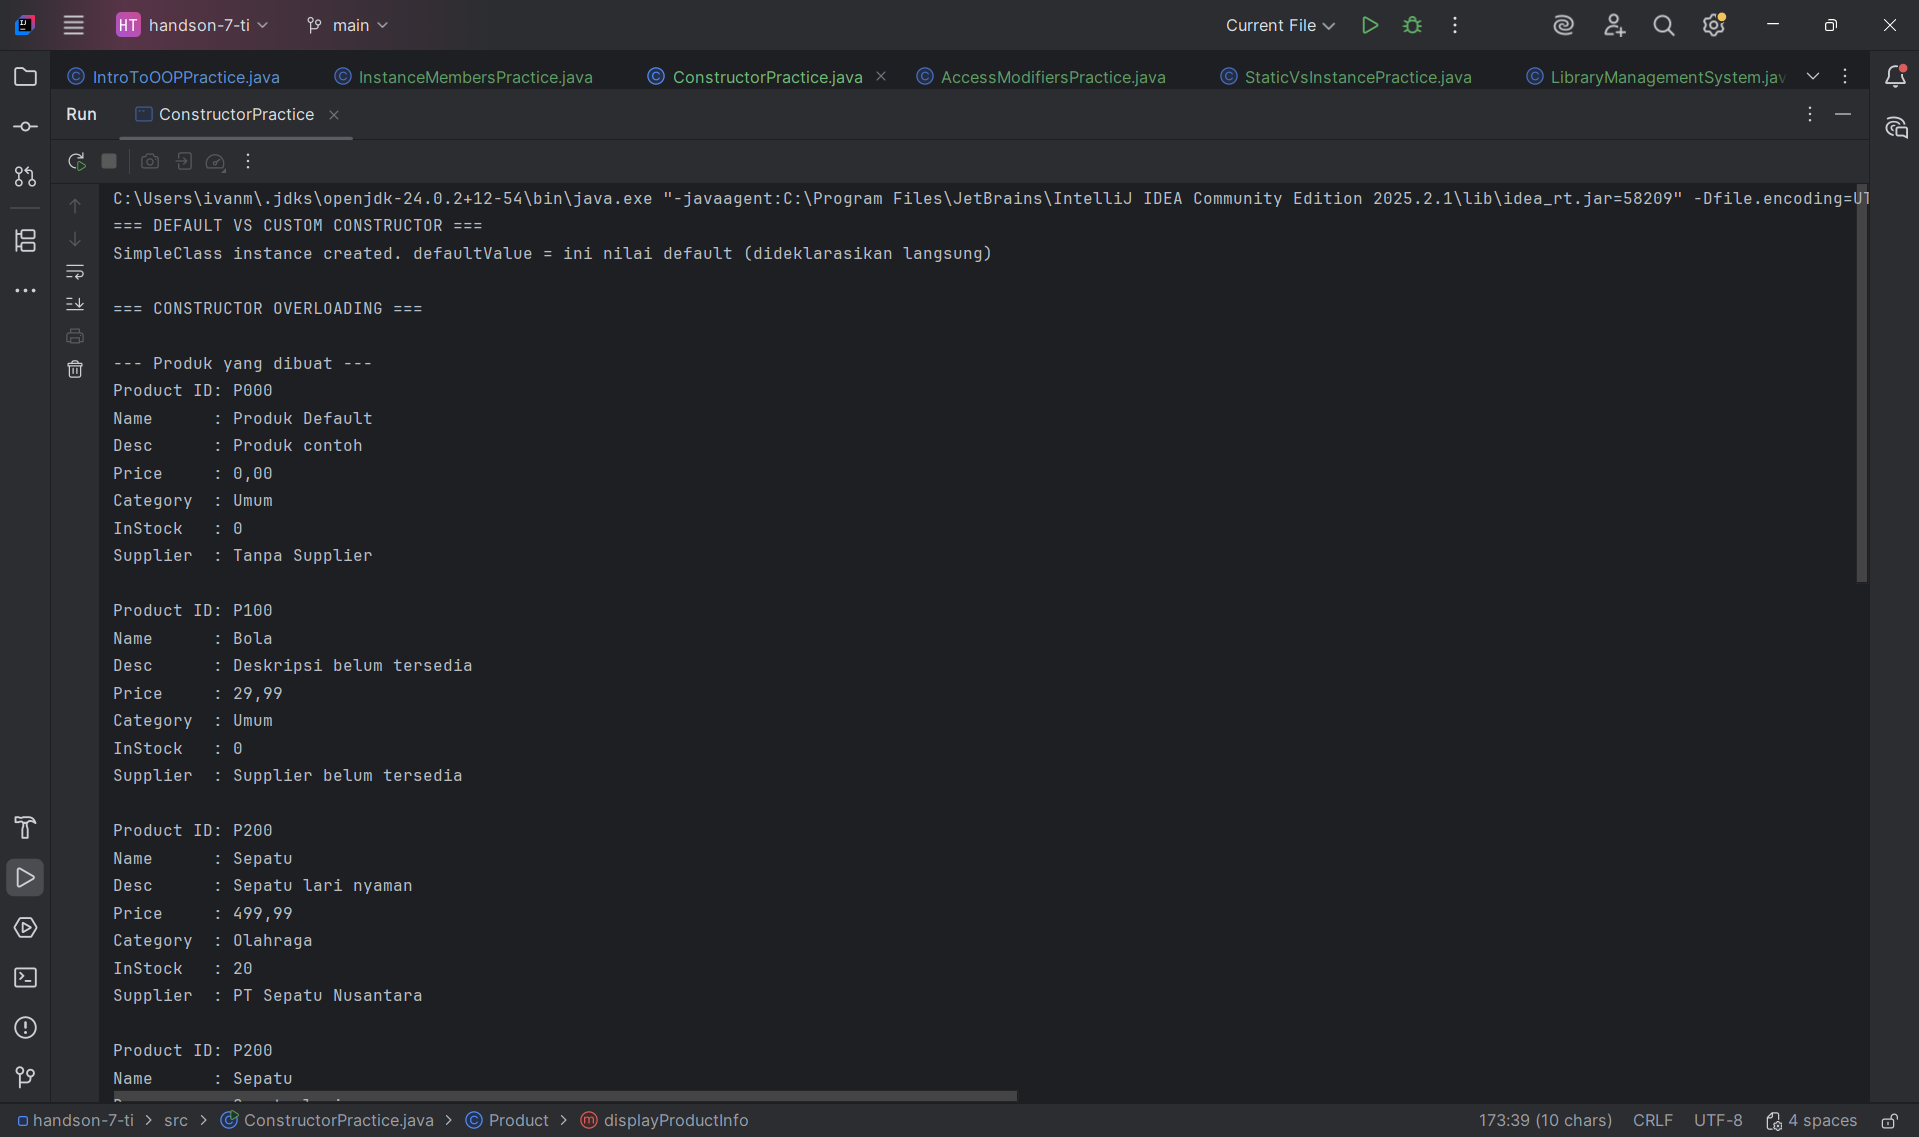 HT handson-7-ti main Current File
IntroToOOPPractice.java InstanceMembersPractice.java ConstructorPractice.java AccessModifiersPractice.java StaticVsInstancePractice.java LibraryManagementSystem.jav
Run ConstructorPractice
C:\Users\ivanm\.jdks\openjdk-24.0.2+12-54\bin\java.exe "-javaagent:C:\Program Files\JetBrains\IntelliJ IDEA Community Edition 2025.2.1\lib\idea_rt.jar=58209" -Dfile.encoding=UT
=== DEFAULT VS CUSTOM CONSTRUCTOR ===
SimpleClass instance created. defaultValue = ini nilai default (dideklarasikan langsung)
=== CONSTRUCTOR OVERLOADING ===
--- Produk yang dibuat ---
Product ID: P000
Name      : Produk Default
Desc      : Produk contoh
Price     : 0,00
Category  : Umum
InStock   : 0
Supplier  : Tanpa Supplier
Product ID: P100
Name      : Bola
Desc      : Deskripsi belum tersedia
Price     : 29,99
Category  : Umum
InStock   : 0
Supplier  : Supplier belum tersedia
Product ID: P200
Name      : Sepatu
Desc      : Sepatu lari nyaman
Price     : 499,99
Category  : Olahraga
InStock   : 20
Supplier  : PT Sepatu Nusantara
Product ID: P200
Name      : Sepatu
handson-7-ti > src > ConstructorPractice.java > Product > displayProductInfo 173:39 (10 chars) CRLF UTF-8 4 spaces